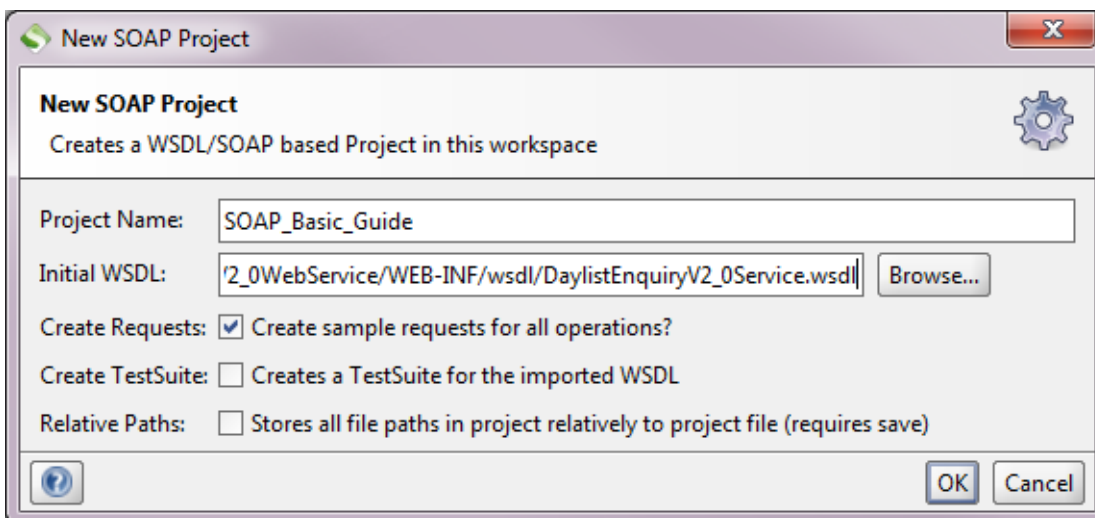 New SOAP Project
New SOAP Project
Creates a WSDL/SOAP based Project in this workspace
Project Name: SOAP_Basic_Guide
Initial WSDL: 2_0WebService/WEB-INF/wsdl/DaylistEnquiryV2_0Service.wsdl Browse...
Create Requests: Create sample requests for all operations?
Create TestSuite: Creates a TestSuite for the imported WSDL
Relative Paths: Stores all file paths in project relatively to project file (requires save)
OK Cancel